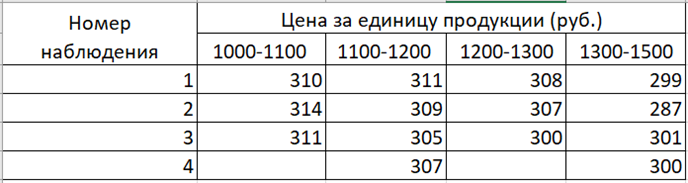 Номер наблюдения Цена за единицу продукции (руб.)
1000-1100 1100-1200 1200-1300 1300-1500
1 310 311 308 299
2 314 309 307 287
3 311 305 300 301
4 307 300